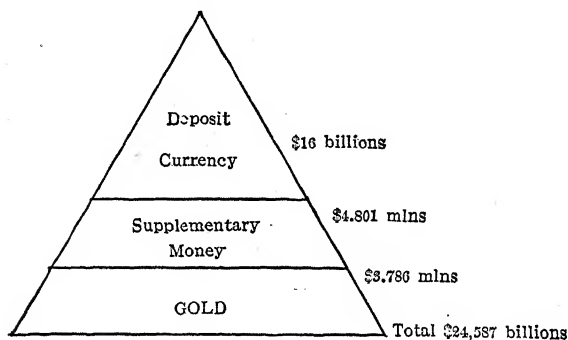 Deposit
Currency
$16 billions
$4.801 mlns
Supplementary
Money
$3.786 mlns
GOLD
Total $24,587 billions